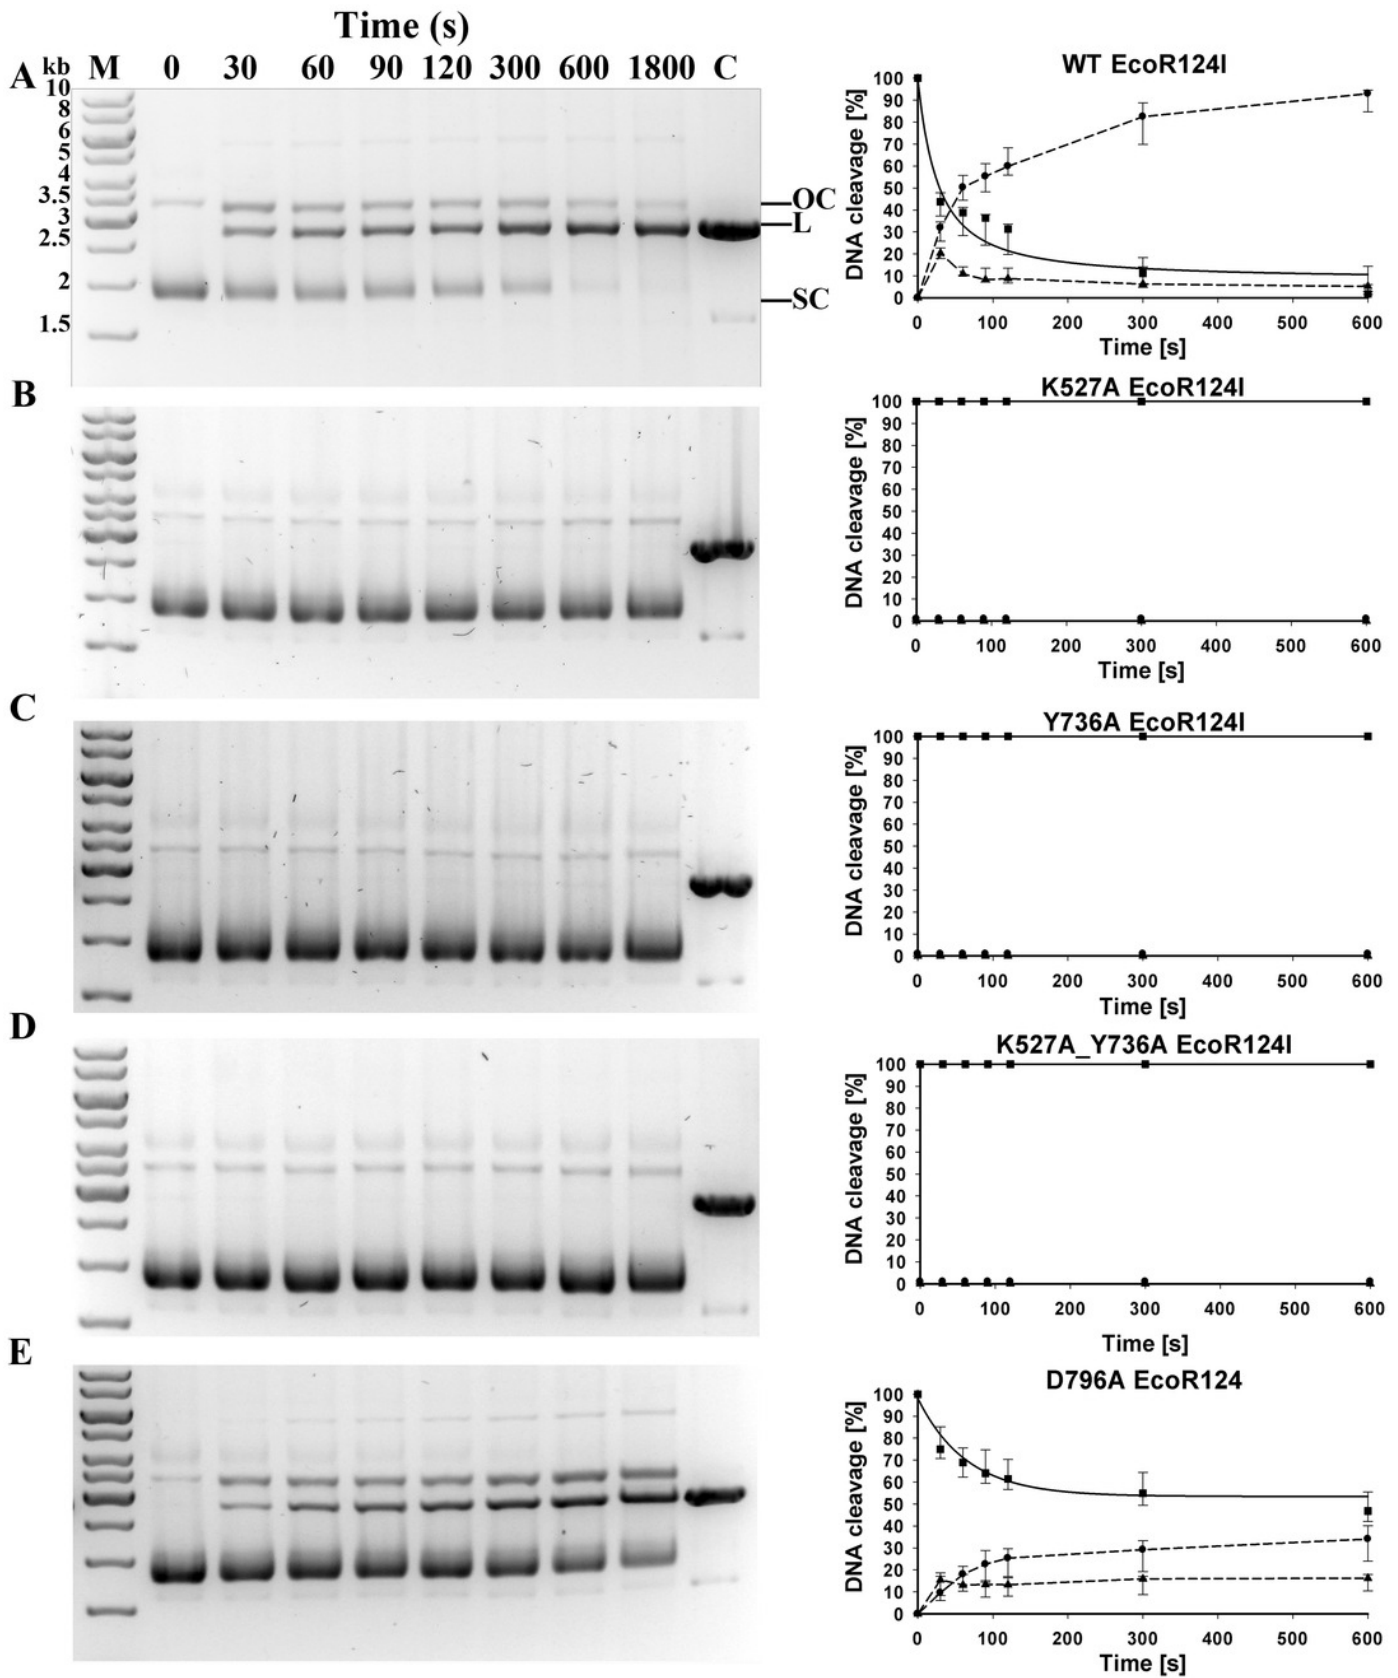 Time (s)
A kb M 0 30 60 90 120 300 600 1800 C
10
8
6
5
4
3.5
3
2.5
2
1.5
OC
L
SC
WT EcoR124I
DNA cleavage [%]
100
90
80
70
60
50
40
30
20
10
0
0 100 200 300 400 500 600
Time [s]
B
K527A EcoR124I
DNA cleavage [%]
100
90
80
70
60
50
40
30
20
10
0
0 100 200 300 400 500 600
Time [s]
C
Y736A EcoR124I
DNA cleavage [%]
100
90
80
70
60
50
40
30
20
10
0
0 100 200 300 400 500 600
Time [s]
D
K527A_Y736A EcoR124I
DNA cleavage [%]
100
90
80
70
60
50
40
30
20
10
0
0 100 200 300 400 500 600
Time [s]
E
D796A EcoR124
DNA cleavage [%]
100
90
80
70
60
50
40
30
20
10
0
0 100 200 300 400 500 600
Time [s]